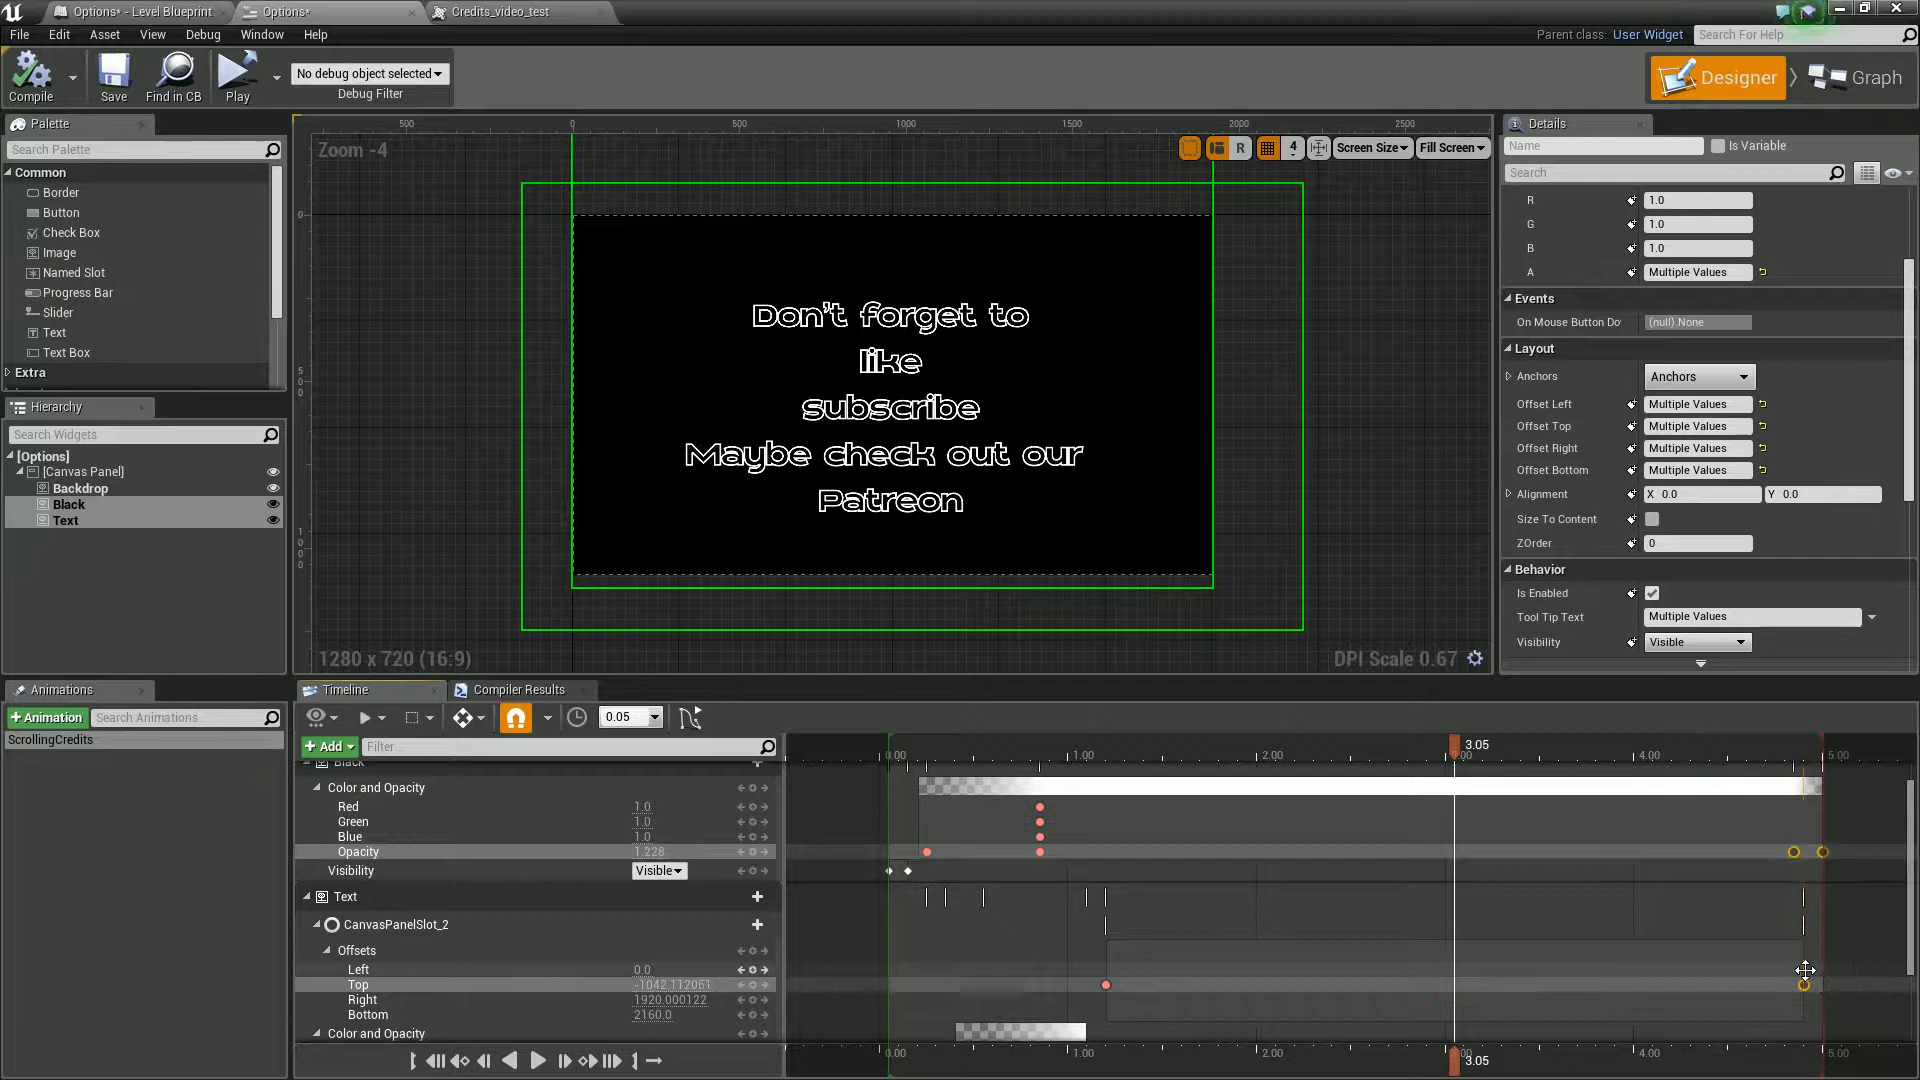 Options* - Level Blueprint
Options*
Credits_video_test
File Edit Asset View Debug Window Help
Parent class: User Widget
Search For Help
Compile
Save
Find in CB
Play
No debug object selected
Debug Filter
Designer
Graph
Palette
Search Palette
Common
Border
Button
Check Box
Image
Named Slot
Progress Bar
Slider
Text
Text Box
Extra
Hierarchy
Search Widgets
[Options]
[Canvas Panel]
Backdrop
Black
Text
500 0 500 1000 1500 2000 2500
Zoom -4
R
4
Screen Size
Fill Screen
0
500
1000
Don't forget to
like
subscribe
Maybe check out our
Patreon
1280 x 720 (16:9)
DPI Scale 0.67
Details
Name
Is Variable
Search
R 1.0
G 1.0
B 1.0
A Multiple Values
Events
On Mouse Button Do (null).None
Layout
Anchors Anchors
Offset Left Multiple Values
Offset Top Multiple Values
Offset Right Multiple Values
Offset Bottom Multiple Values
Alignment X 0.0 Y 0.0
Size To Content
ZOrder 0
Behavior
Is Enabled
Tool Tip Text Multiple Values
Visibility Visible
Animations
+Animation
Search Animations
ScrollingCredits
Timeline
Compiler Results
0.05
+ Add
Filter
0.00 1.00 2.00 3.05 4.00 5.00
Black
Color and Opacity
Red 1.0
Green 1.0
Blue 1.0
Opacity 1.228
Visibility Visible
Text
CanvasPanelSlot_2
Offsets
Left 0.0
Top -1042.112061
Right 1920.000122
Bottom 2160.0
Color and Opacity
0.00 1.00 2.00 3.05 4.00 5.00